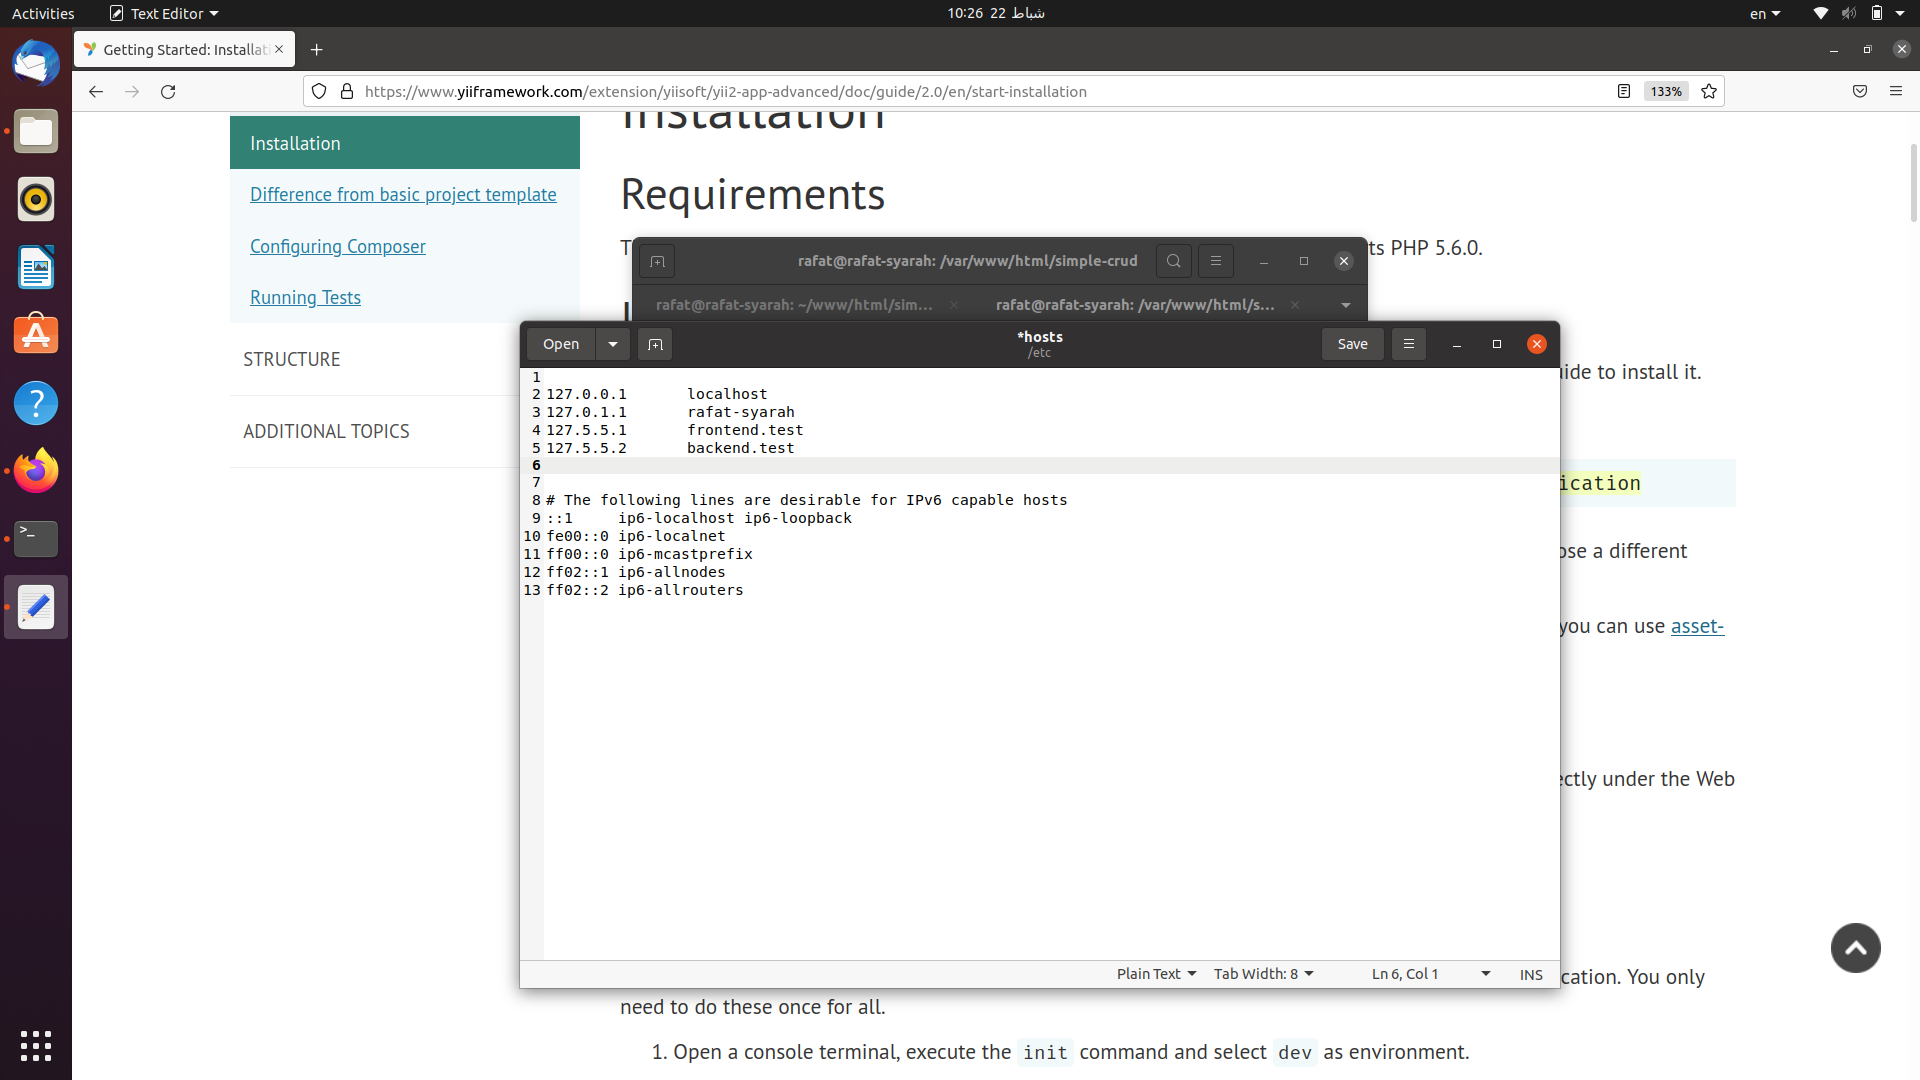 Activities
Text Editor
10:26 22 شباط
en
Getting Started: Installati
https://www.yiiframework.com/extension/yiisoft/yii2-app-advanced/doc/guide/2.0/en/start-installation
133%
Installation
Difference from basic project template
Configuring Composer
Running Tests
STRUCTURE
ADDITIONAL TOPICS
Installation
Requirements
ts PHP 5.6.0.
rafat@rafat-syarah: /var/www/html/simple-crud
rafat@rafat-syarah: ~/www/html/sim...
rafat@rafat-syarah: /var/www/html/s...
Open
*hosts
/etc
Save
1
2 127.0.0.1 localhost
3 127.0.1.1 rafat-syarah
4 127.5.5.1 frontend.test
5 127.5.5.2 backend.test
6
7
8 # The following lines are desirable for IPv6 capable hosts
9 ::1 ip6-localhost ip6-loopback
10 fe00::0 ip6-localnet
11 ff00::0 ip6-mcastprefix
12 ff02::1 ip6-allnodes
13 ff02::2 ip6-allrouters
Plain Text
Tab Width: 8
Ln 6, Col 1
INS
ide to install it.
ication
ose a different
you can use asset-
ectly under the Web
cation. You only
need to do these once for all.
1. Open a console terminal, execute the init command and select dev as environment.